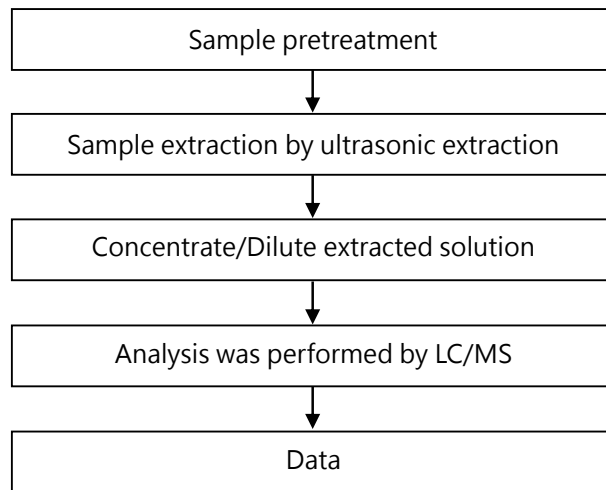 Sample pretreatment
Sample extraction by ultrasonic extraction
Concentrate/Dilute extracted solution
Analysis was performed by LC/MS
Data